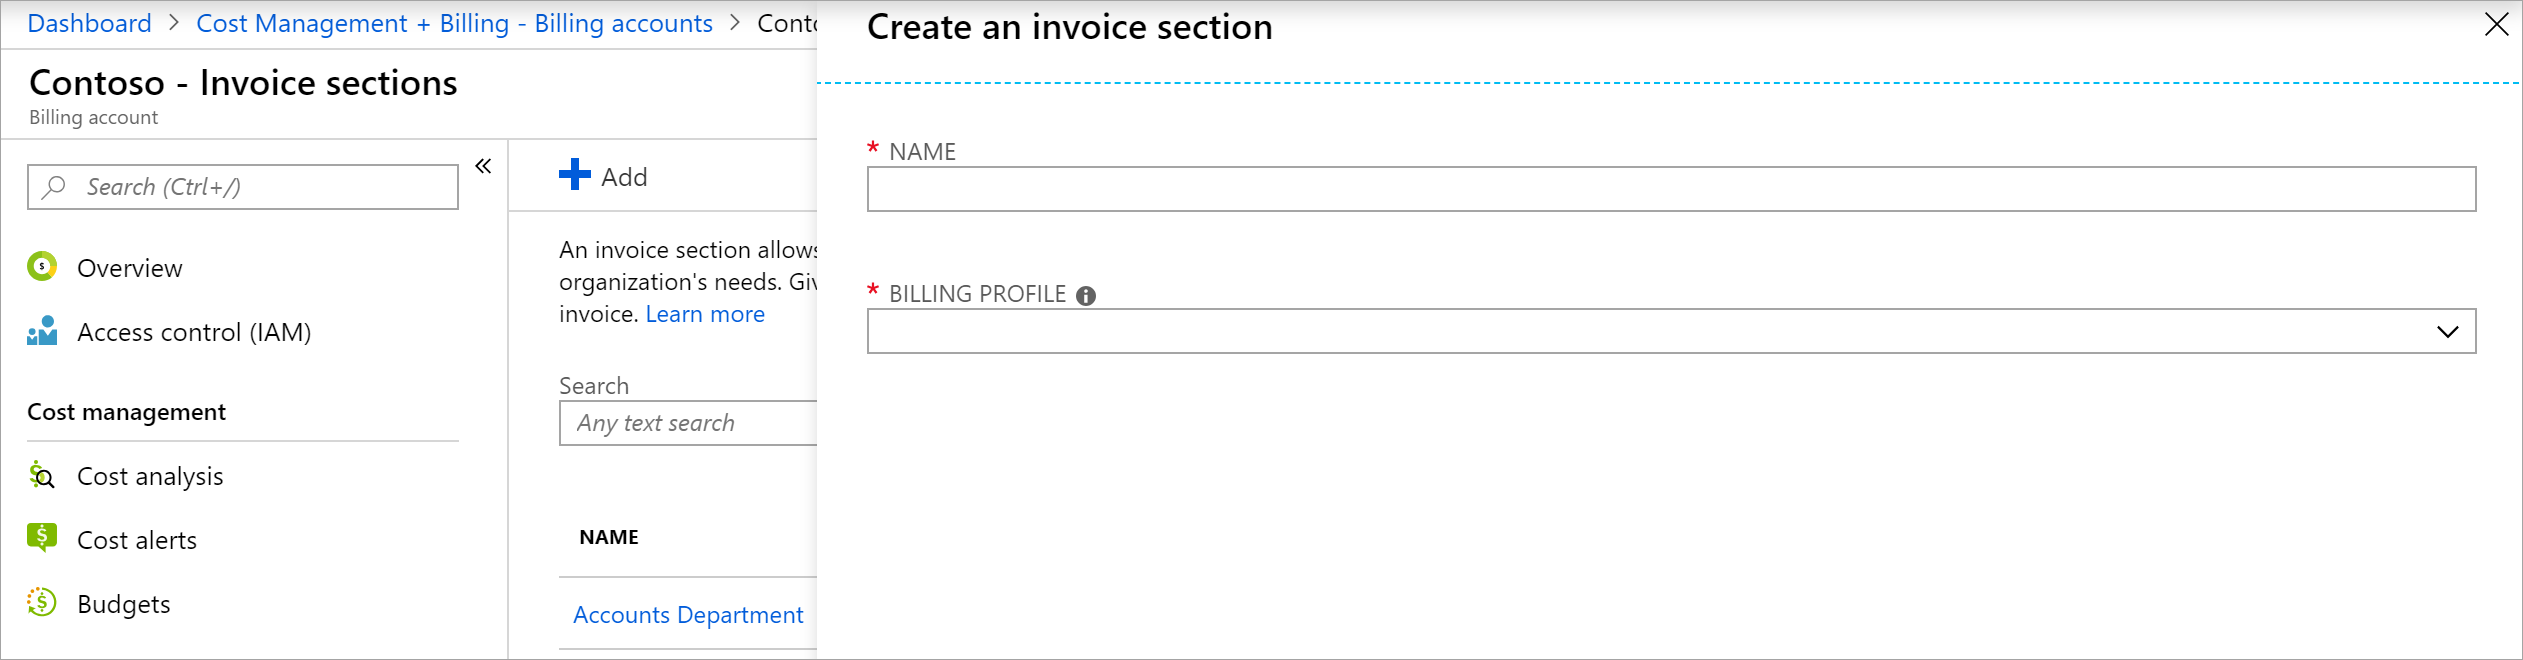 Dashboard > Cost Management + Billing - Billing accounts >
Contoso - Invoice sections
Billing account
Search (Ctrl+/)
Overview
Access control (IAM)
Cost management
Cost analysis
Cost alerts
Budgets
Add
An invoice section allows
organization's needs.
invoice. Learn more
Search
Any text search
NAME
Accounts Department
Create an invoice section
* NAME
* BILLING PROFILE